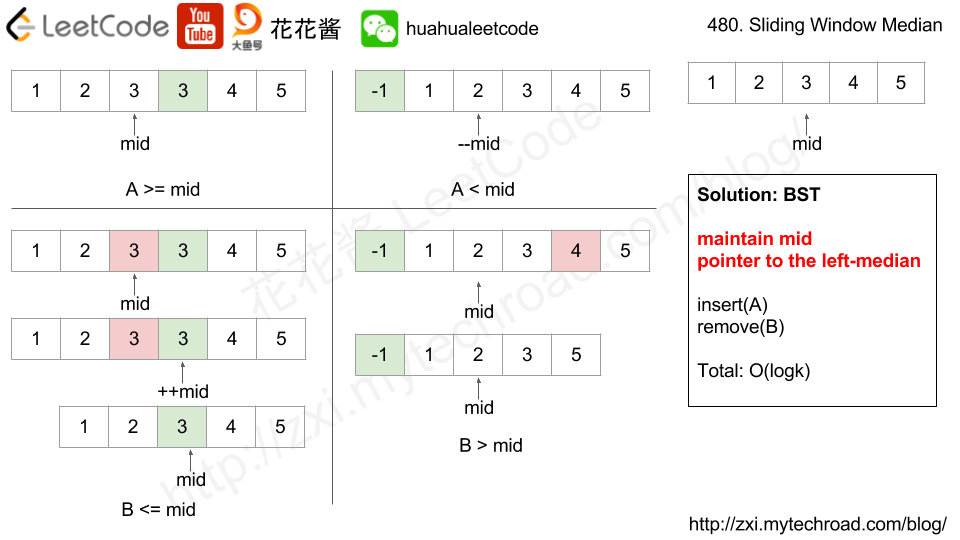 LeetCode
You
Tube
大鱼号
花花酱
huahualeetcode
480. Sliding Window Median
1 2 3 3 4 5
mid
A >= mid
-1 1 2 3 4 5
--mid
A < mid
1 2 3 4 5
mid
1 2 3 3 4 5
mid
1 2 3 3 4 5
++mid
1 2 3 4 5
mid
B <= mid
-1 1 2 3 4 5
mid
-1 1 2 3 5
mid
B > mid
Solution: BST
maintain mid
pointer to the left-median
insert(A)
remove(B)
Total: O(logk)
花花酱 LeetCode
http://zxi.mytechroad.com/blog/
http://zxi.mytechroad.com/blog/